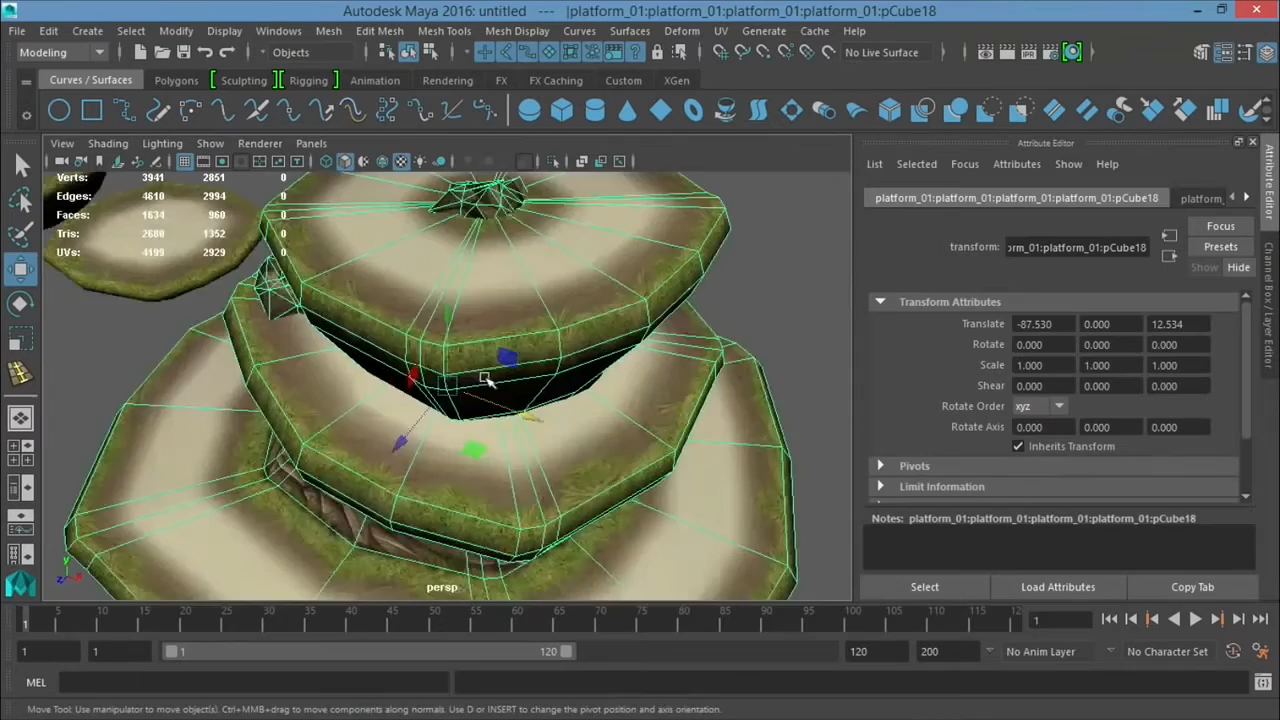 Autodesk Maya 2016: untitled   ---   |platform_01:platform_01:platform_01:platform_01:pCube18
File Edit Create Select Modify Display Windows Mesh Edit Mesh Mesh Tools Mesh Display Curves Surfaces Deform UV Generate Cache Help
Modeling Objects No Live Surface
Curves / Surfaces Polygons Sculpting Rigging Animation Rendering FX FX Caching Custom XGen
View Shading Lighting Show Renderer Panels
Verts: 3941 2851 0
Edges: 4610 2994 0
Faces: 1634 960 0
Tris: 2680 1352 0
UVs: 4199 2929 0
persp
y
z x
Attribute Editor
List Selected Focus Attributes Show Help
platform_01:platform_01:platform_01:platform_01:pCube18 platform_
Focus
transform: orm_01:platform_01:pCube18 Presets
Show Hide
Transform Attributes
Translate -87.530 0.000 12.534
Rotate 0.000 0.000 0.000
Scale 1.000 1.000 1.000
Shear 0.000 0.000 0.000
Rotate Order xyz
Rotate Axis 0.000 0.000 0.000
Inherits Transform
Pivots
Limit Information
Notes: platform_01:platform_01:platform_01:platform_01:pCube18
Select Load Attributes Copy Tab
Attribute Editor
Channel Box / Layer Editor
5 10 15 20 25 30 35 40 45 50 55 60 65 70 75 80 85 90 95 100 105 110 115 12
1 1
1 1 1 120 120 200 No Anim Layer No Character Set
MEL
Move Tool: Use manipulator to move object(s). Ctrl+MMB+drag to move components along normals. Use D or INSERT to change the pivot position and axis orientation.